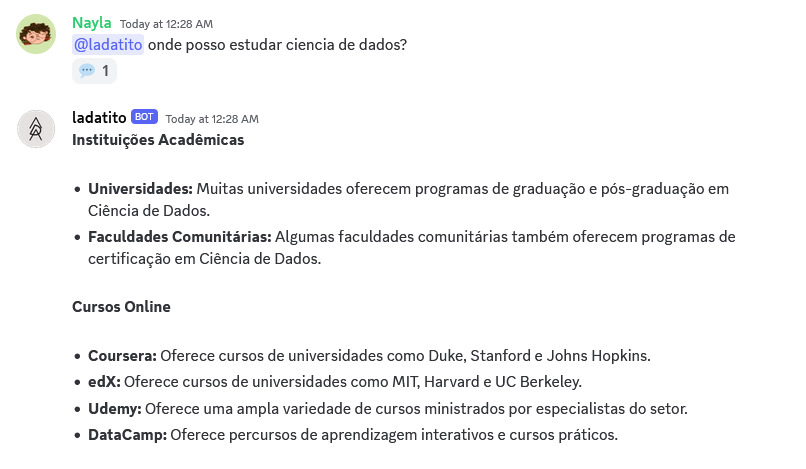 Nayla Today at 12:28 AM
@ladatito onde posso estudar ciencia de dados?
1
ladatito BOT Today at 12:28 AM
Instituições Acadêmicas
• Universidades: Muitas universidades oferecem programas de graduação e pós-graduação em
Ciência de Dados.
• Faculdades Comunitárias: Algumas faculdades comunitárias também oferecem programas de
certificação em Ciência de Dados.
Cursos Online
• Coursera: Oferece cursos de universidades como Duke, Stanford e Johns Hopkins.
• edX: Oferece cursos de universidades como MIT, Harvard e UC Berkeley.
• Udemy: Oferece uma ampla variedade de cursos ministrados por especialistas do setor.
• DataCamp: Oferece percursos de aprendizagem interativos e cursos práticos.